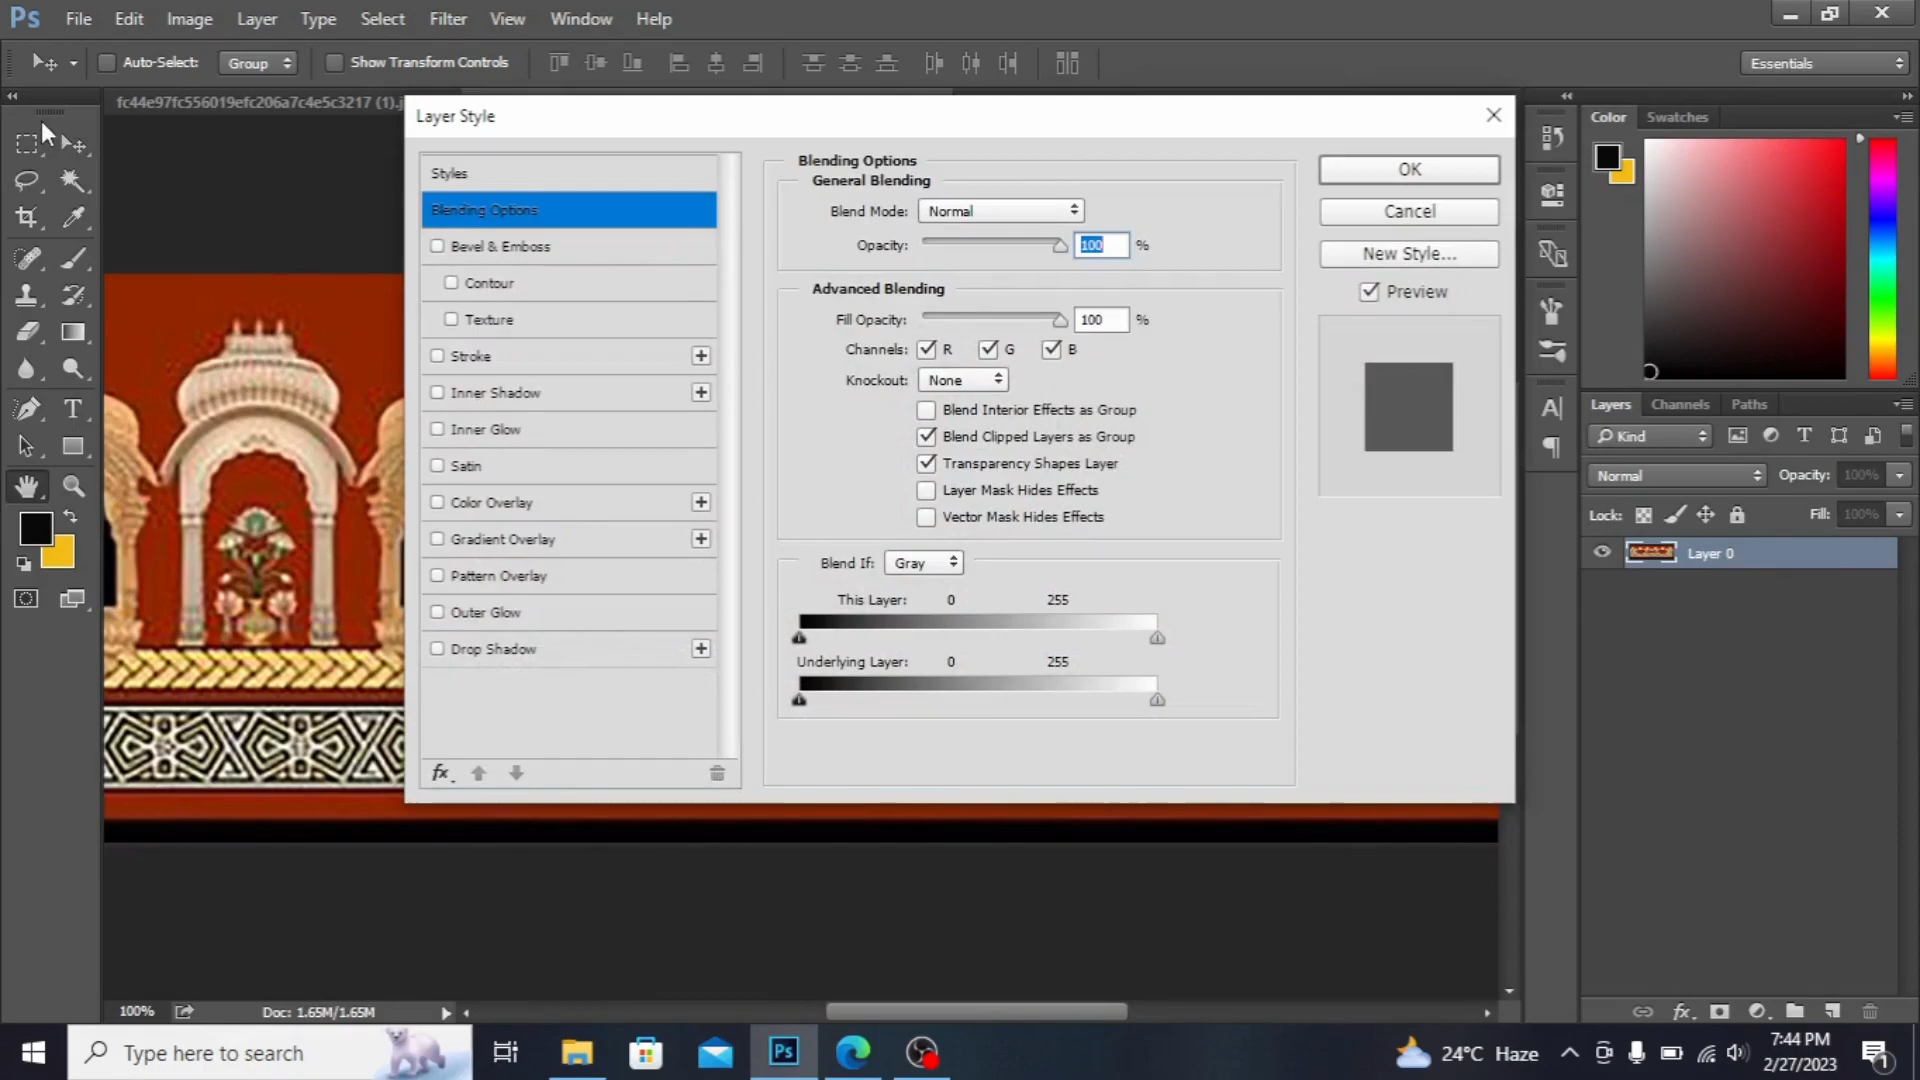 Ps File Edit Image Layer Type Select Filter View Window Help
Auto-Select: Group Show Transform Controls Essentials
fc44e97fc556019efc206a7c4e5c3217 (1).j
Layer Style
Styles
Blending Options
Bevel & Emboss
Contour
Texture
Stroke
Inner Shadow
Inner Glow
Satin
Color Overlay
Gradient Overlay
Pattern Overlay
Outer Glow
Drop Shadow
fx
Blending Options
General Blending
Blend Mode: Normal
Opacity: 100 %
Advanced Blending
Fill Opacity: 100 %
Channels: R G B
Knockout: None
Blend Interior Effects as Group
Blend Clipped Layers as Group
Transparency Shapes Layer
Layer Mask Hides Effects
Vector Mask Hides Effects
Blend If: Gray
This Layer: 0 255
Underlying Layer: 0 255
OK
Cancel
New Style...
Preview
Color Swatches
Layers Channels Paths
Kind
Normal Opacity: 100%
Lock: Fill: 100%
Layer 0
fx
100% Doc: 1.65M/1.65M
Type here to search
Ps
24°C Haze
7:44 PM
2/27/2023
1